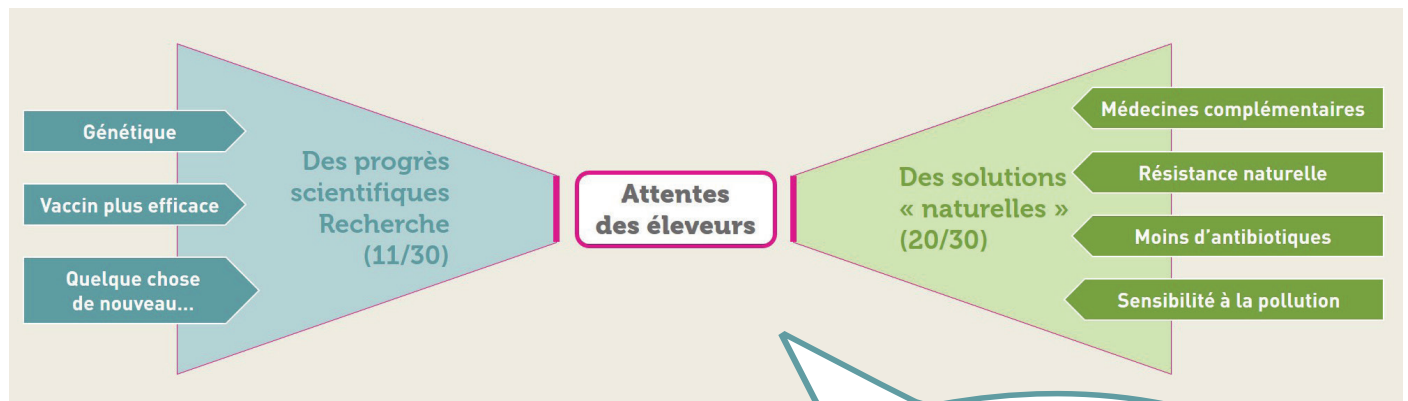 Génétique
Vaccin plus efficace
Quelque chose
de nouveau...
Des progrès
scientifiques
Recherche
(11/30)
Attentes
des éleveurs
Des solutions
« naturelles »
(20/30)
Médecines complémentaires
Résistance naturelle
Moins d'antibiotiques
Sensibilité à la pollution